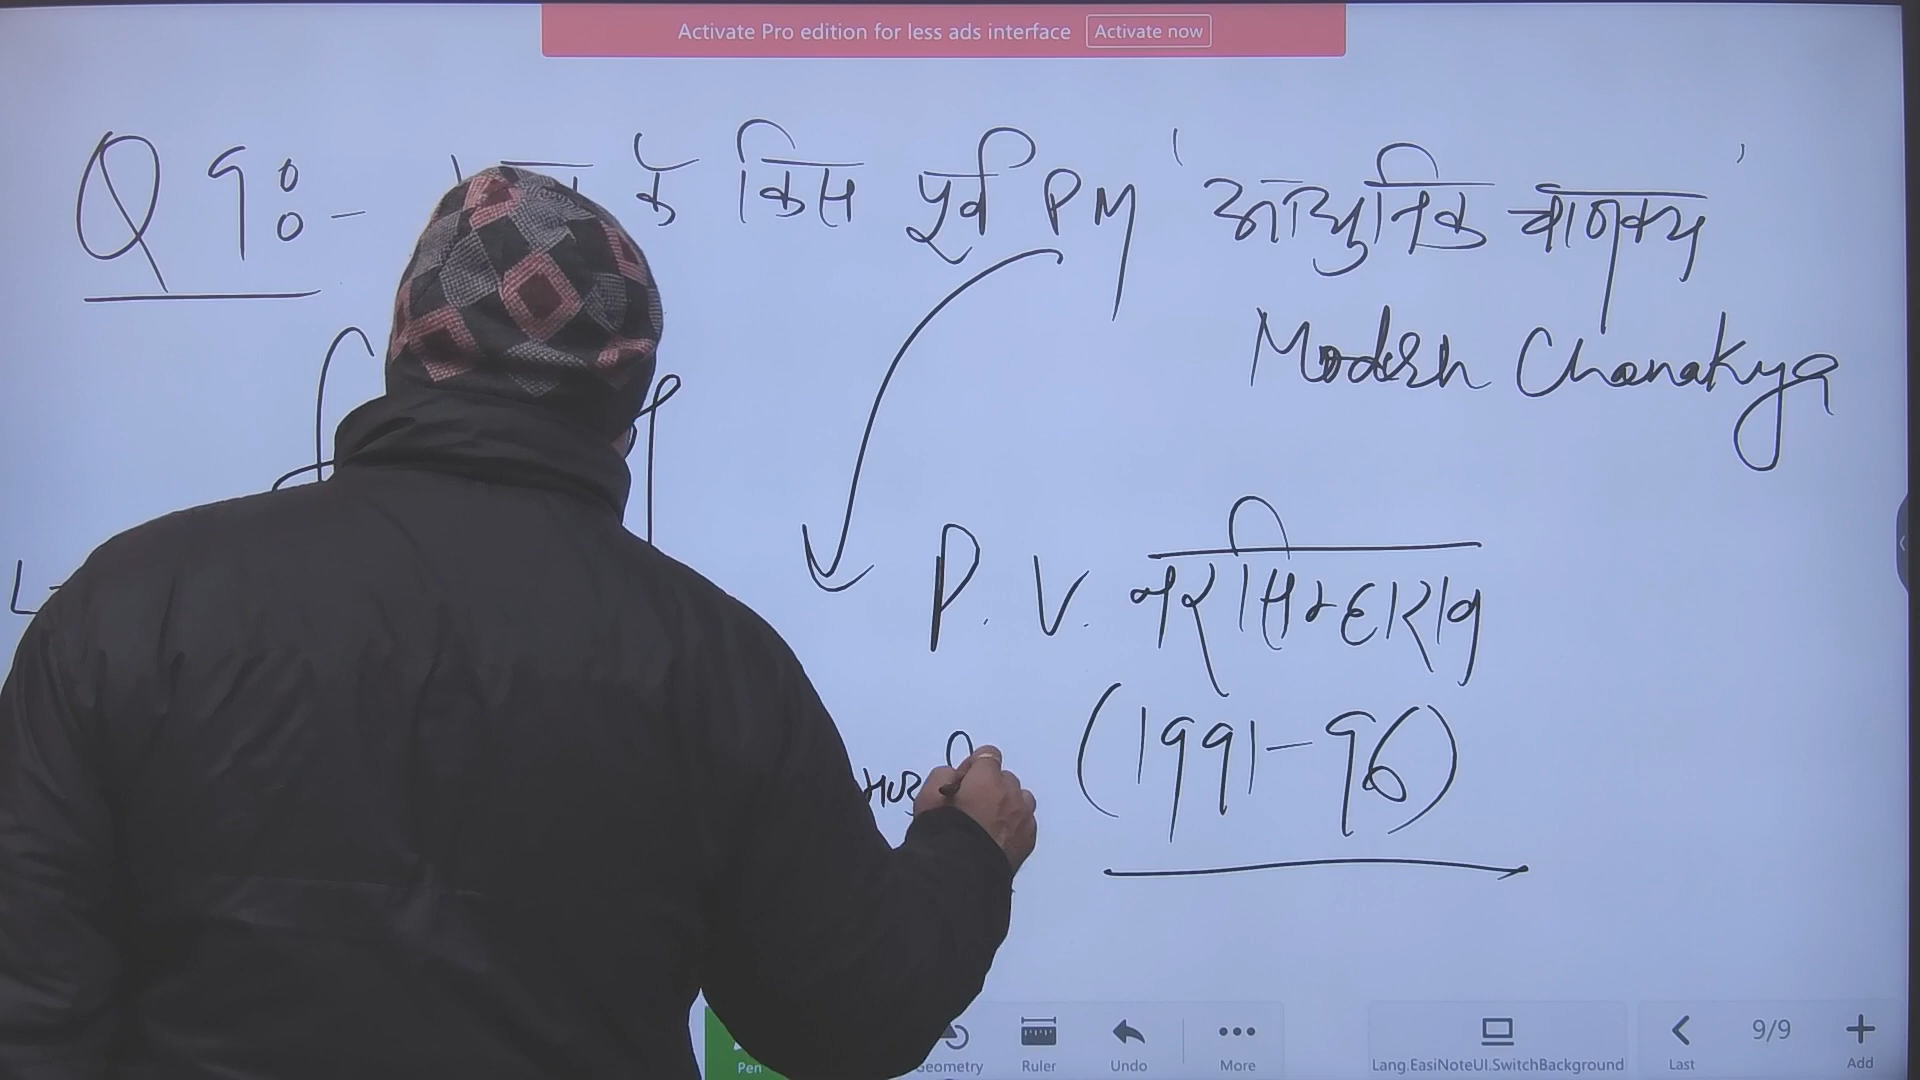 Activate Pro edition for less ads interface Activate now
Q 9:- के किस पूर्व PM 'आधुनिक चाणक्य'
Modern Chanakya
P. V. नरसिम्हाराव
(1991-96)
Pen Geometry Ruler Undo More Lang.EasiNoteUI.SwitchBackground Last 9/9 Add